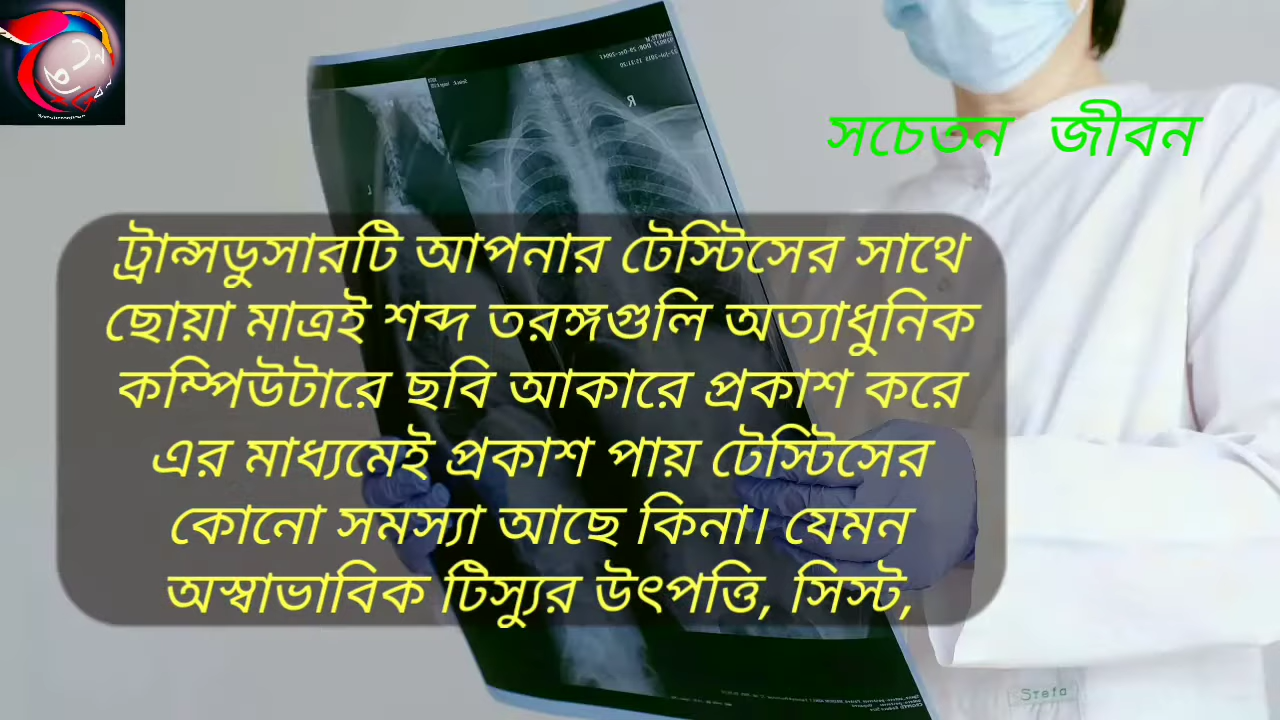 সচেতন জীবন
ট্রান্সডুসারটি আপনার টেস্টিসের সাথে
ছোয়া মাত্রই শব্দ তরঙ্গগুলি অত্যাধুনিক
কম্পিউটারে ছবি আকারে প্রকাশ করে
এর মাধ্যমেই প্রকাশ পায় টেস্টিসের
কোনো সমস্যা আছে কিনা। যেমন
অস্বাভাবিক টিস্যুর উৎপত্তি, সিস্ট,
R
Stefa